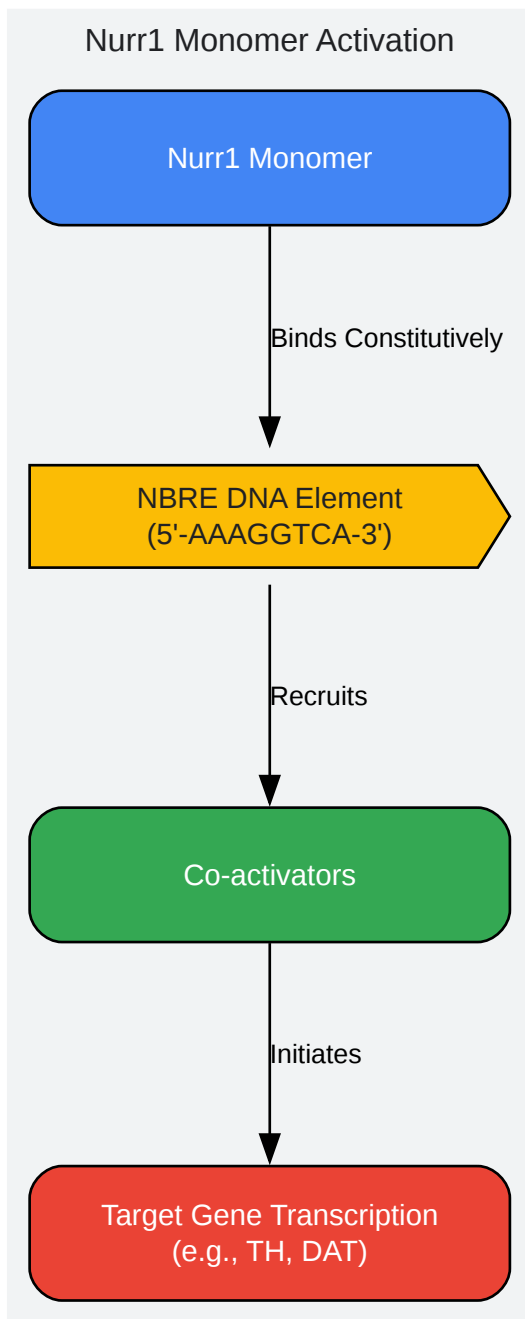 Nurr1 Monomer Activation
Nurr1 Monomer
Binds Constitutively
NBRE DNA Element
(5'-AAAGGTCA-3')
Recruits
Co-activators
Initiates
Target Gene Transcription
(e.g., TH, DAT)